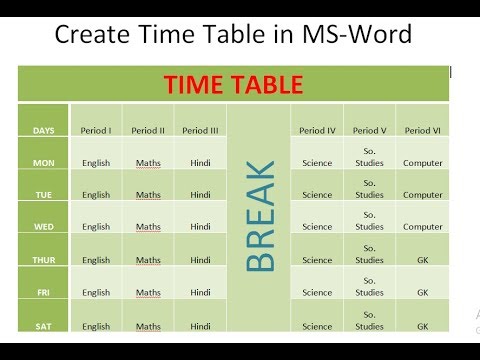 Create Time Table in MS-Word
TIME TABLE
DAYS Period I Period II Period III BREAK Period IV Period V Period VI
MON English Maths Hindi Science So. Studies Computer
TUE English Maths Hindi Science So. Studies Computer
WED English Maths Hindi Science So. Studies Computer
THUR English Maths Hindi Science So. Studies GK
FRI English Maths Hindi Science So. Studies GK
SAT English Maths Hindi Science So. Studies GK